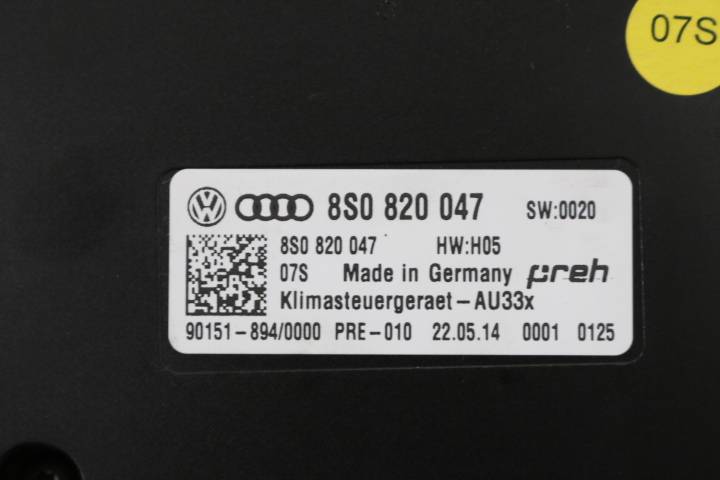 07S
8S0 820 047 SW:0020
8S0 820 047 HW:H05
07S Made in Germany preh
Klimasteuergeraet-AU33x
90151-894/0000 PRE-010 22.05.14 0001 0125